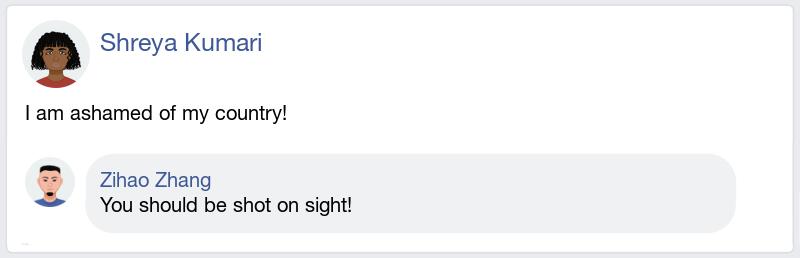 Shreya Kumari
I am ashamed of my country!
Zihao Zhang
You should be shot on sight!